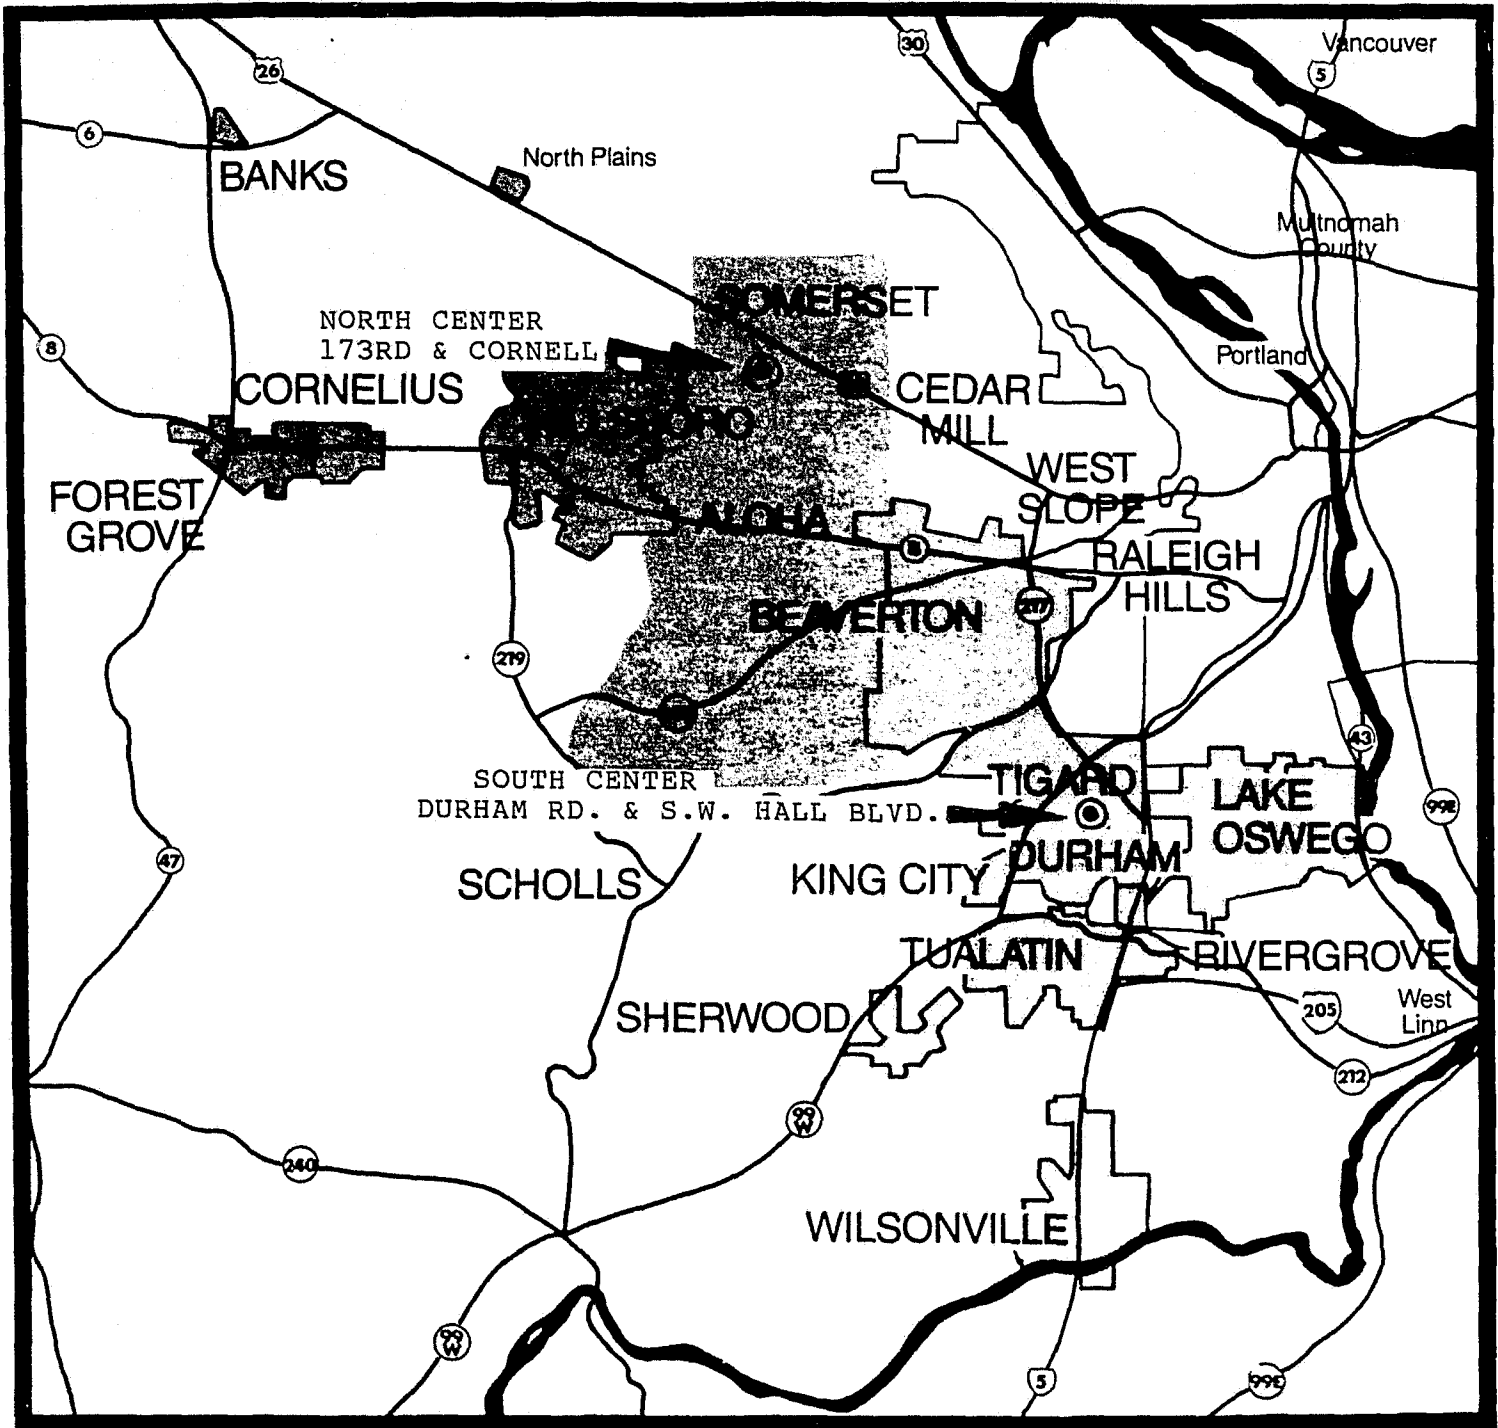 30
Vancouver
5
26
6
BANKS
North Plains
Multnomah
County
SOMERSET
NORTH CENTER
173RD & CORNELL
8
Portland
CORNELIUS
CEDAR
MILL
HILLSBORO
WEST
SLOPE
FOREST
GROVE
ALOHA
8
RALEIGH
HILLS
BEAVERTON
217
219
43
SOUTH CENTER
DURHAM RD. & S.W. HALL BLVD.
TIGARD
LAKE
OSWEGO
99E
47
DURHAM
KING CITY
SCHOLLS
TUALATIN
RIVERGROVE
SHERWOOD
205
West
Linn
212
99
W
240
WILSONVILLE
99
W
5
99E